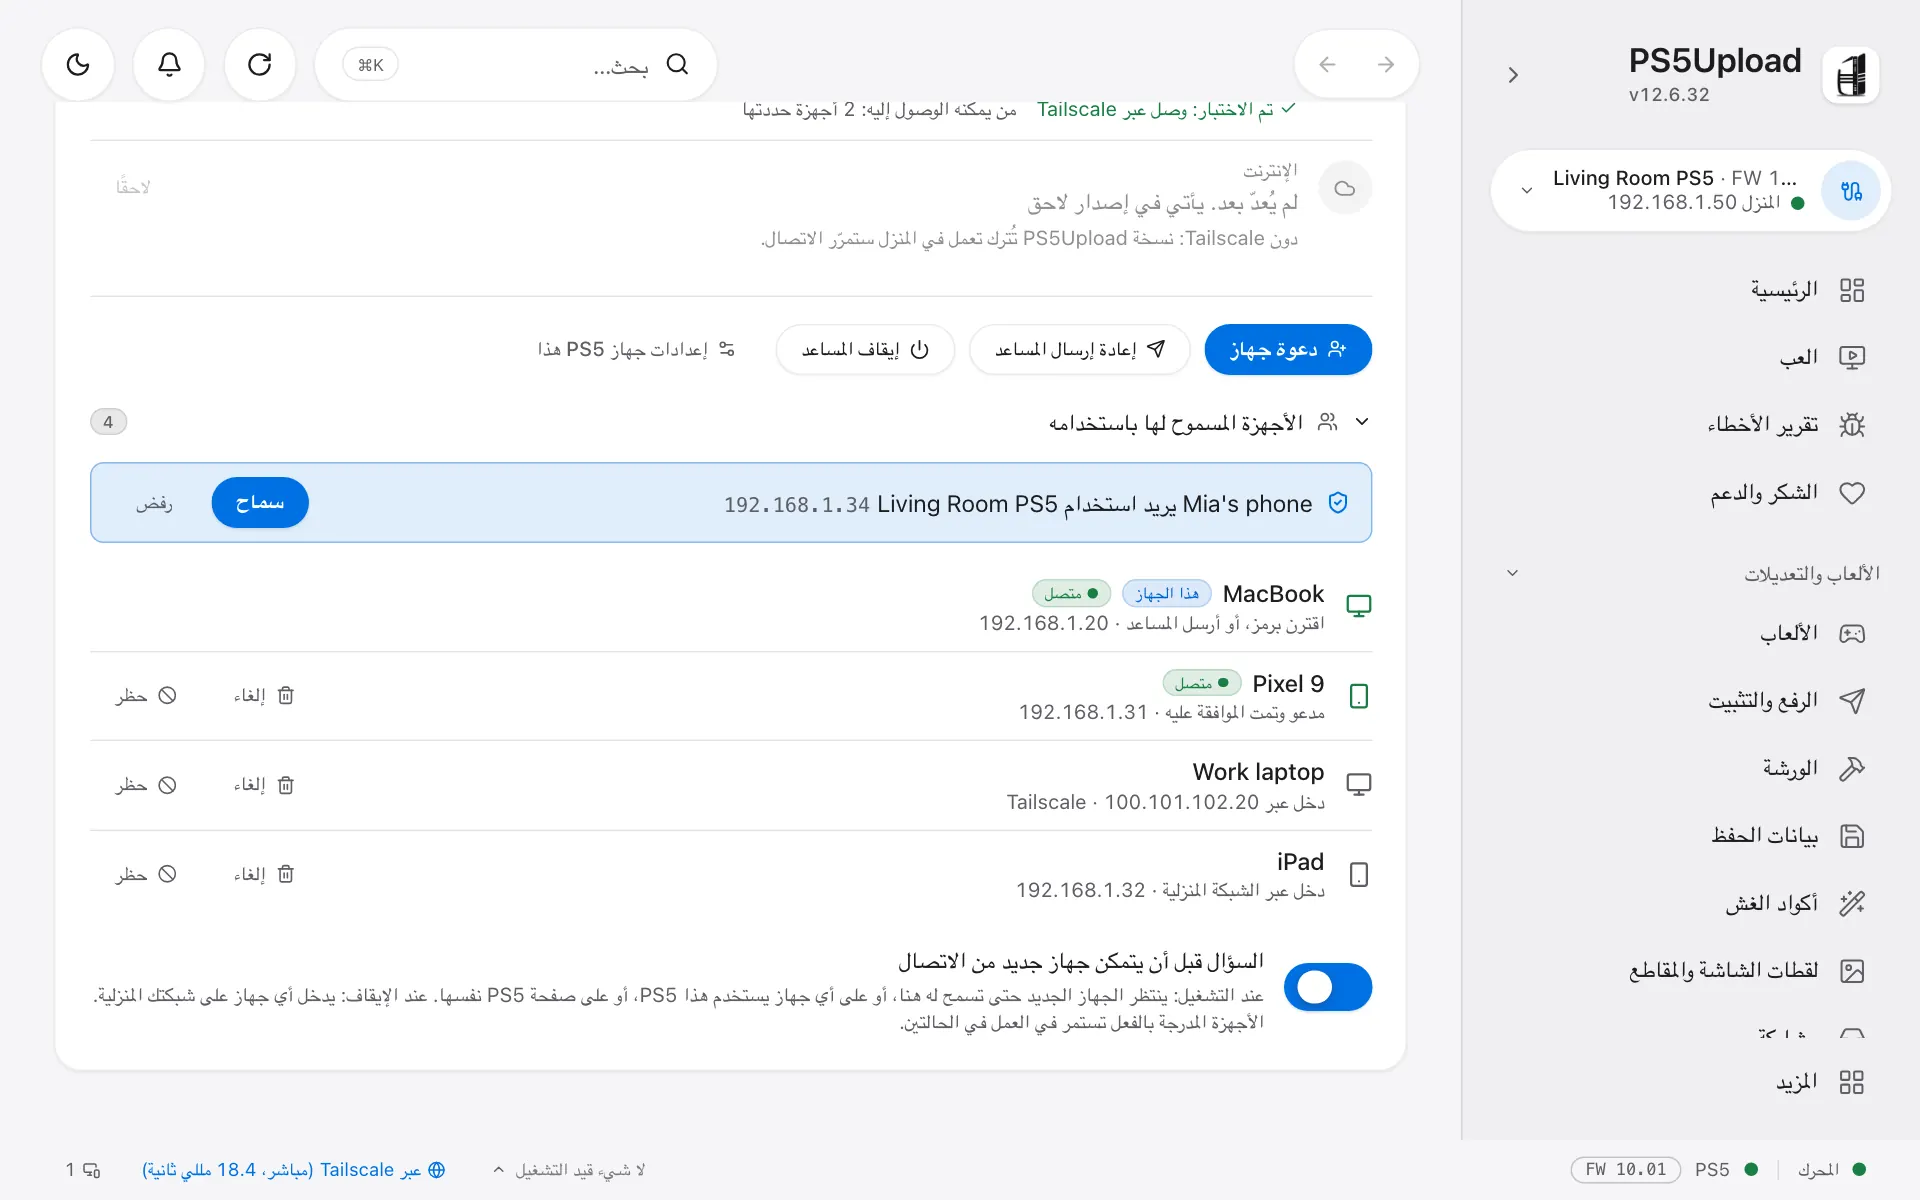 PS5Upload
v12.6.32
Living Room PS5 · FW 1...
المنزل 192.168.1.50
الرئيسية
العب
تقرير الأخطاء
الشكر والدعم
الألعاب والتعديلات
الألعاب
الرفع والتثبيت
الورشة
بيانات الحفظ
أكواد الغش
لقطات الشاشة والمقاطع
المزيد
بحث...
⌘K
تم الاختبار: وصل عبر Tailscale
من يمكنه الوصول إليه: 2 أجهزة حددتها
الإنترنت
لم يُعدّ بعد. يأتي في إصدار لاحق
دون Tailscale: نسخة PS5Upload تُترك تعمل في المنزل ستمرّر الاتصال.
لاحقًا
دعوة جهاز
إعادة إرسال المساعد
إيقاف المساعد
إعدادات جهاز PS5 هذا
الأجهزة المسموح لها باستخدامه
4
Mia's phone يريد استخدام Living Room PS5 192.168.1.34
سماح
رفض
MacBook
هذا الجهاز
متصل
اقترن برمز، أو أرسل المساعد · 192.168.1.20
Pixel 9
متصل
مدعو وتمت الموافقة عليه · 192.168.1.31
إلغاء
حظر
Work laptop
دخل عبر Tailscale · 100.101.102.20
إلغاء
حظر
iPad
دخل عبر الشبكة المنزلية · 192.168.1.32
إلغاء
حظر
السؤال قبل أن يتمكن جهاز جديد من الاتصال
عند التشغيل: ينتظر الجهاز الجديد حتى تسمح له هنا، أو على أي جهاز يستخدم هذا PS5، أو على صفحة PS5 نفسها. عند الإيقاف: يدخل أي جهاز على شبكتك المنزلية.
الأجهزة المدرجة بالفعل تستمر في العمل في الحالتين.
المحرك
PS5
FW 10.01
لا شيء قيد التشغيل
عبر Tailscale (مباشر، 18.4 مللي ثانية)
1